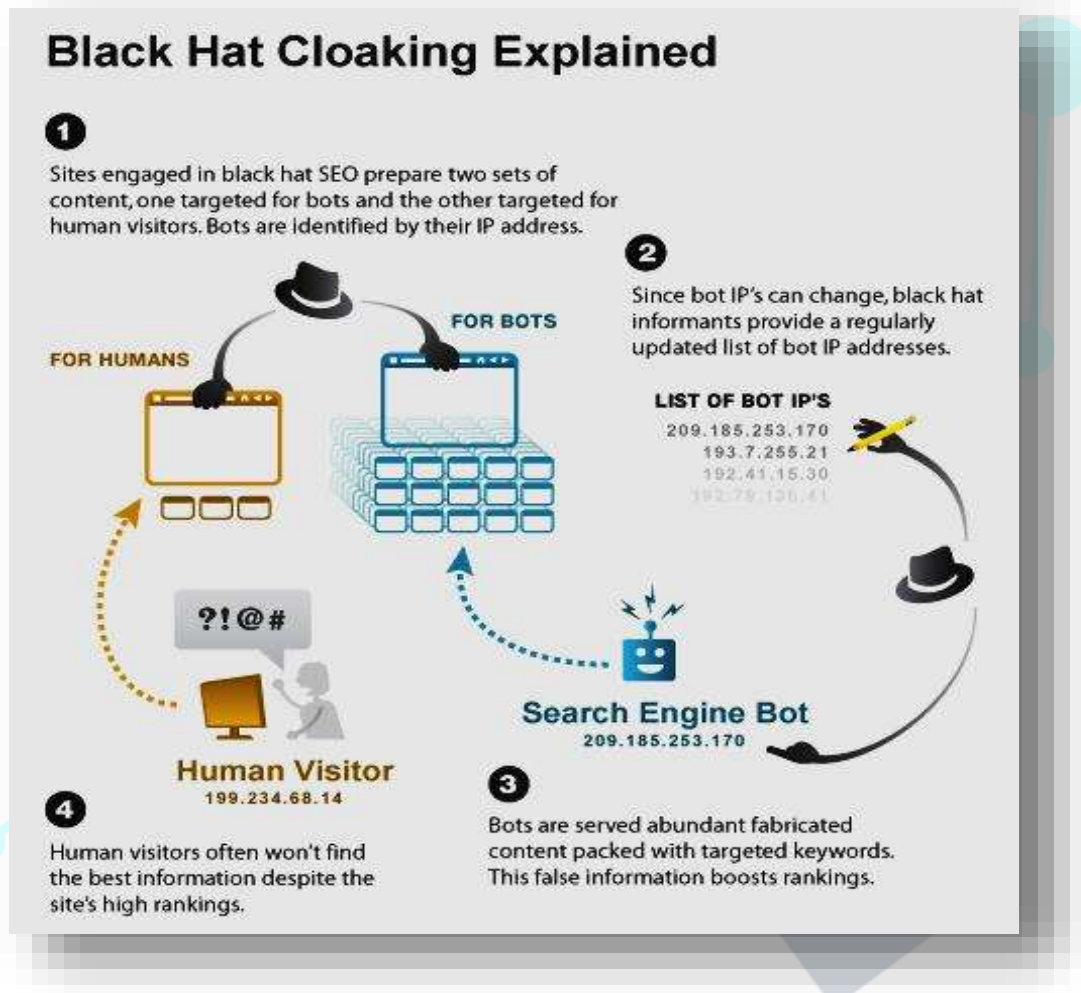 Black Hat Cloaking Explained
1
Sites engaged in black hat SEO prepare two sets of
content, one targeted for bots and the other targeted for
human visitors. Bots are identified by their IP address.
2
Since bot IP's can change, black hat
informants provide a regularly
updated list of bot IP addresses.
FOR HUMANS
FOR BOTS
LIST OF BOT IP'S
209.185.253.170
193.7.255.21
192.41.15.30
?!@#
Search Engine Bot
209.185.253.170
Human Visitor
199.234.68.14
3
Bots are served abundant fabricated
content packed with targeted keywords.
This false information boosts rankings.
4
Human visitors often won't find
the best information despite the
site's high rankings.